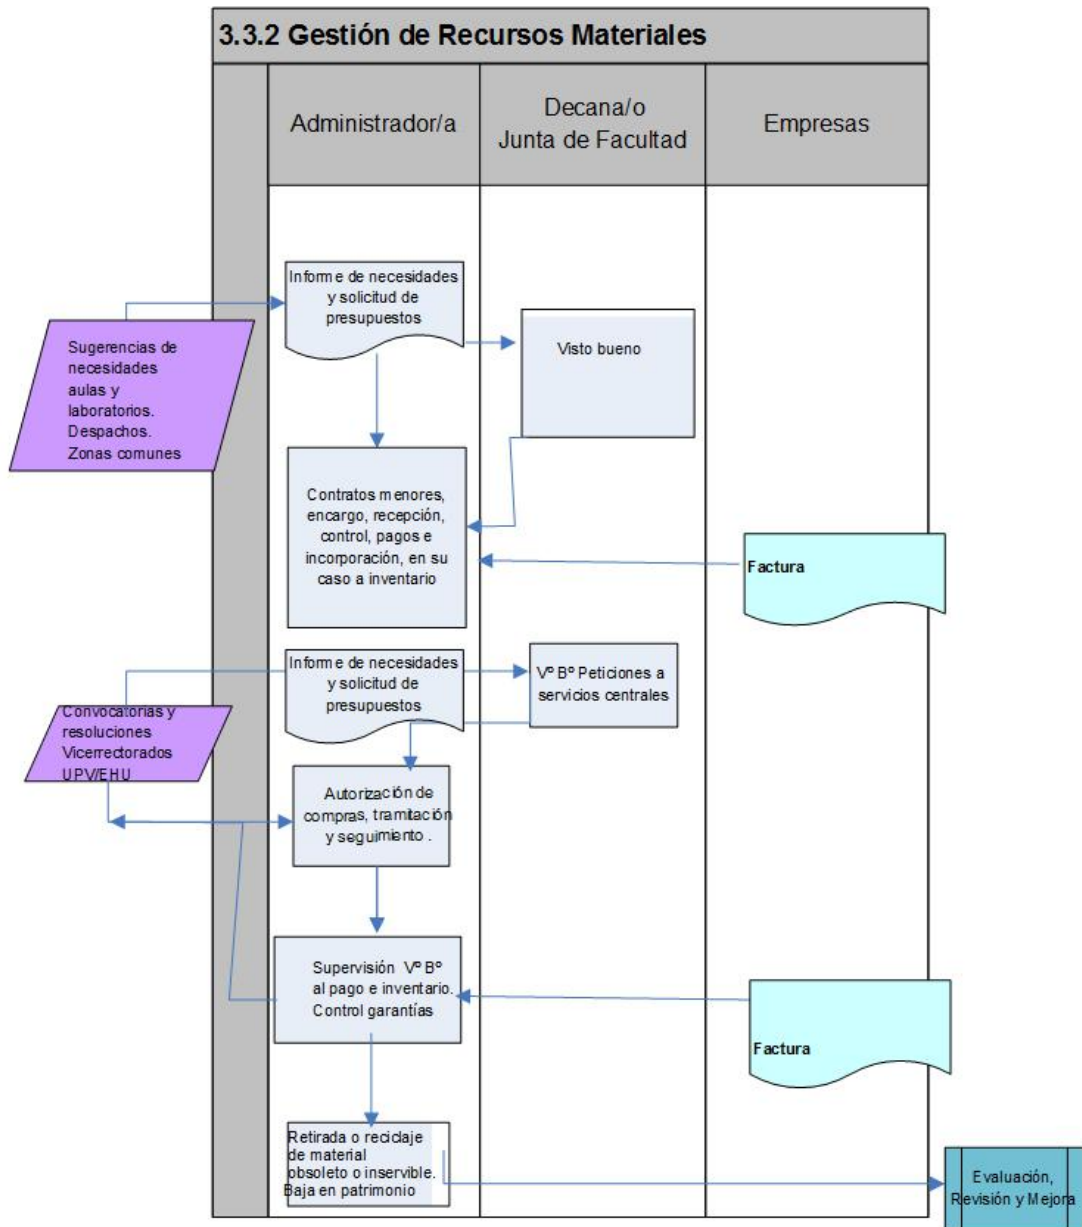 3.3.2 Gestión de Recursos Materiales
Administrador/a
Decana/o
Junta de Facultad
Empresas
Informe de necesidades
y solicitud de
presupuestos
Sugerencias de
necesidades
aulas y
laboratorios.
Despachos.
Zonas comunes
Visto bueno
Contratos menores,
encargo, recepción,
control, pagos e
incorporación, en su
caso a inventario
Factura
Informe de necesidades
y solicitud de
presupuestos
Vº Bº Peticiones a
servicios centrales
Convocatorias y
resoluciones
Vicerrectorados
UPV/EHU
Autorización de
compras, tramitación
y seguimiento .
Supervisión Vº Bº
al pago e inventario.
Control garantías
Factura
Retirada o reciclaje
de material
obsoleto o inservible.
Baja en patrimonio
Evaluación,
Revisión y Mejora